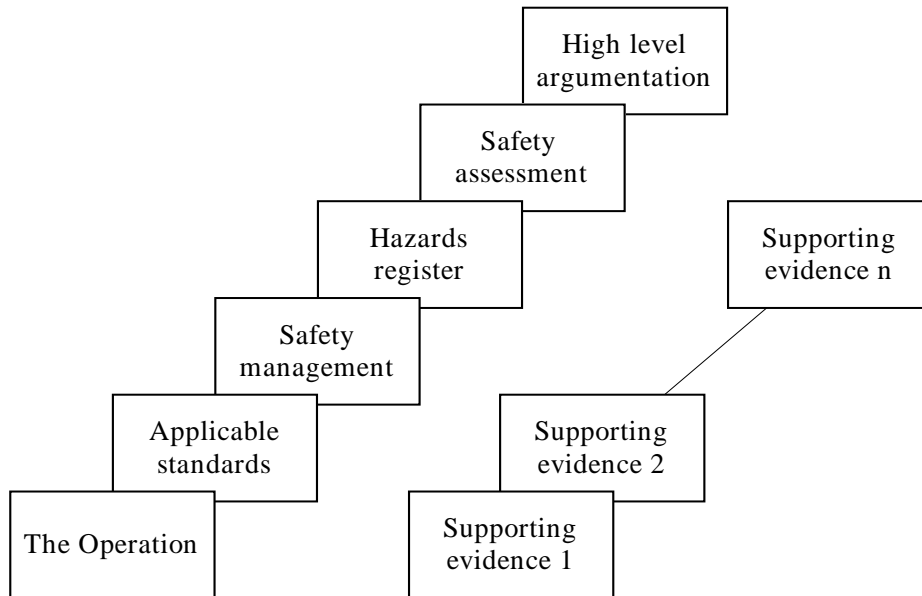 High level
argumentation
Safety
assessment
Hazards
register
Supporting
evidence n
Safety
management
Applicable
standards
Supporting
evidence 2
The Operation
Supporting
evidence 1